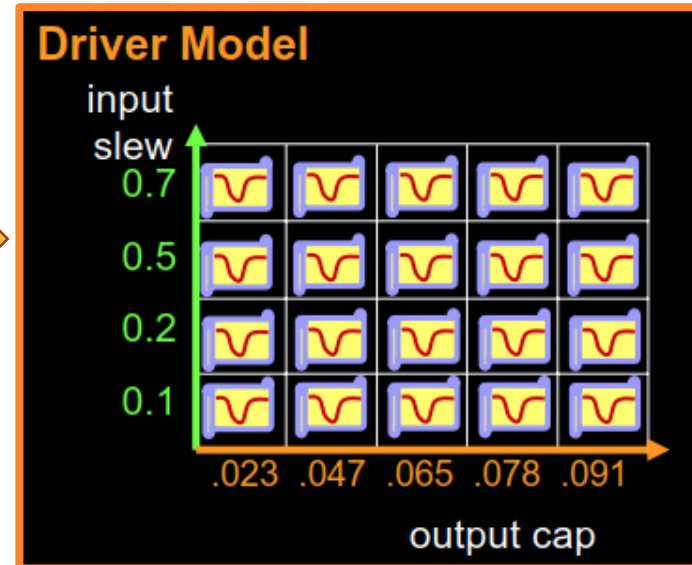 Driver Model
input
slew
0.7
0.5
0.2
0.1
.023 .047 .065 .078 .091
output cap